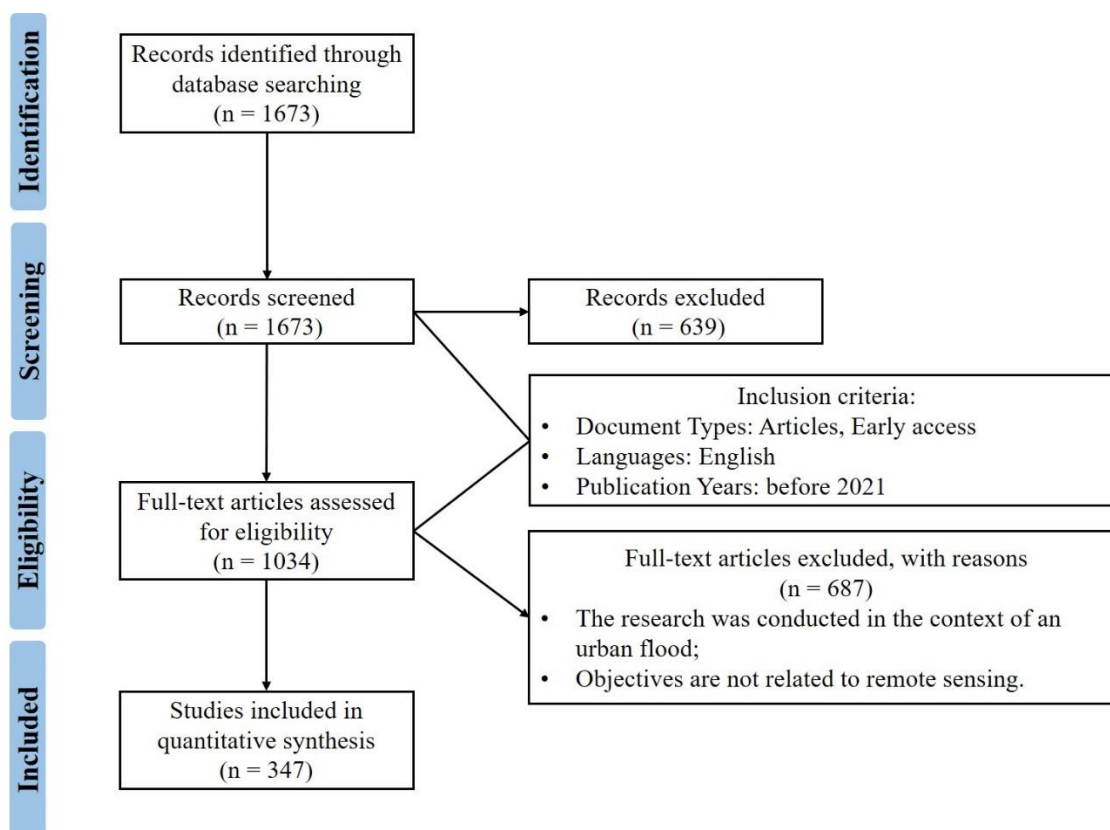 Identification
Records identified through
database searching
(n = 1673)
Screening
Records screened
(n = 1673)
Records excluded
(n = 639)
Inclusion criteria:
• Document Types: Articles, Early access
• Languages: English
• Publication Years: before 2021
Eligibility
Full-text articles assessed
for eligibility
(n = 1034)
Full-text articles excluded, with reasons
(n = 687)
• The research was conducted in the context of an
urban flood;
• Objectives are not related to remote sensing.
Included
Studies included in
quantitative synthesis
(n = 347)